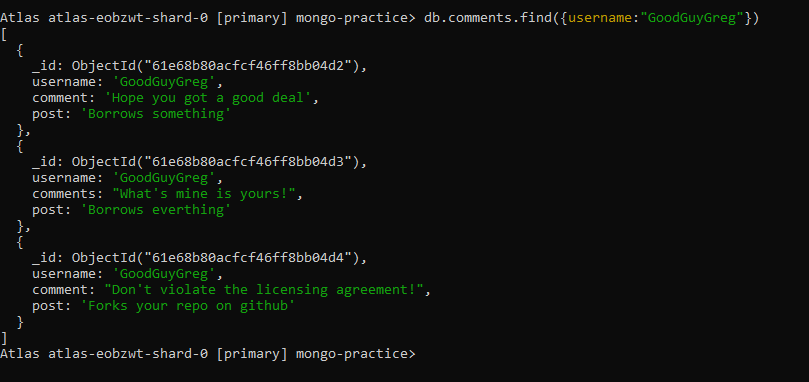 Atlas atlas-eobzwt-shard-0 [primary] mongo-practice> db.comments.find({username:"GoodGuyGreg"})
[
  {
    _id: ObjectId("61e68b80acfcf46ff8bb04d2"),
    username: 'GoodGuyGreg',
    comment: 'Hope you got a good deal',
    post: 'Borrows something'
  },
  {
    _id: ObjectId("61e68b80acfcf46ff8bb04d3"),
    username: 'GoodGuyGreg',
    comments: "What's mine is yours!",
    post: 'Borrows everthing'
  },
  {
    _id: ObjectId("61e68b80acfcf46ff8bb04d4"),
    username: 'GoodGuyGreg',
    comment: "Don't violate the licensing agreement!",
    post: 'Forks your repo on github'
  }
]
Atlas atlas-eobzwt-shard-0 [primary] mongo-practice>